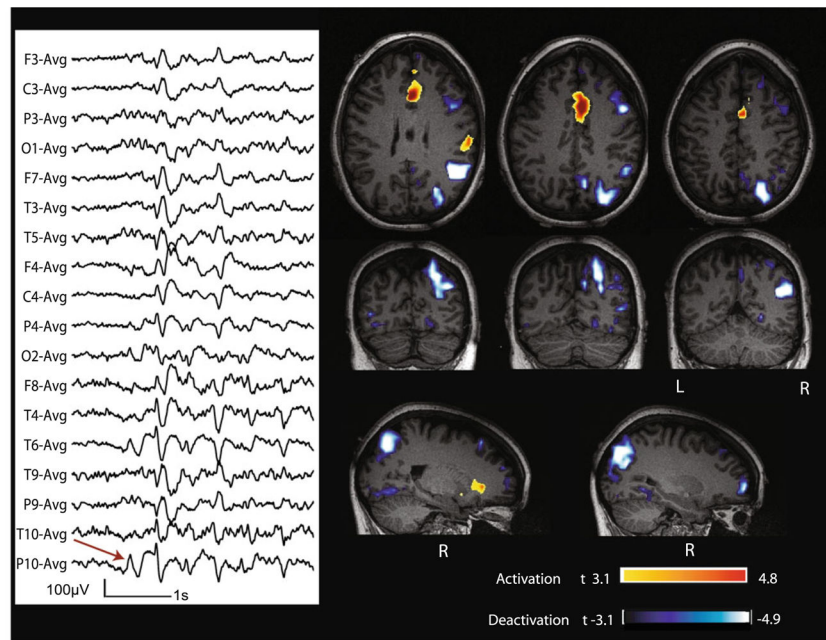 F3-Avg
C3-Avg
P3-Avg
O1-Avg
F7-Avg
T3-Avg
T5-Avg
F4-Avg
C4-Avg
P4-Avg
O2-Avg
F8-Avg
T4-Avg
T6-Avg
T9-Avg
P9-Avg
T10-Avg
P10-Avg
100μV
1s
L R
R R
Activation t 3.1 4.8
Deactivation t -3.1 -4.9